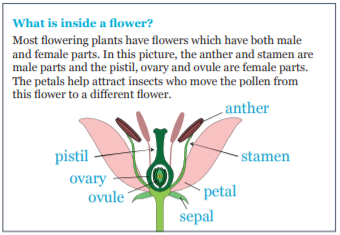 What is inside a flower?
Most flowering plants have flowers which have both male
and female parts. In this picture, the anther and stamen are
male parts and the pistil, ovary and ovule are female parts.
The petals help attract insects who move the pollen from
this flower to a different flower.
anther
pistil
stamen
ovary
ovule
petal
sepal